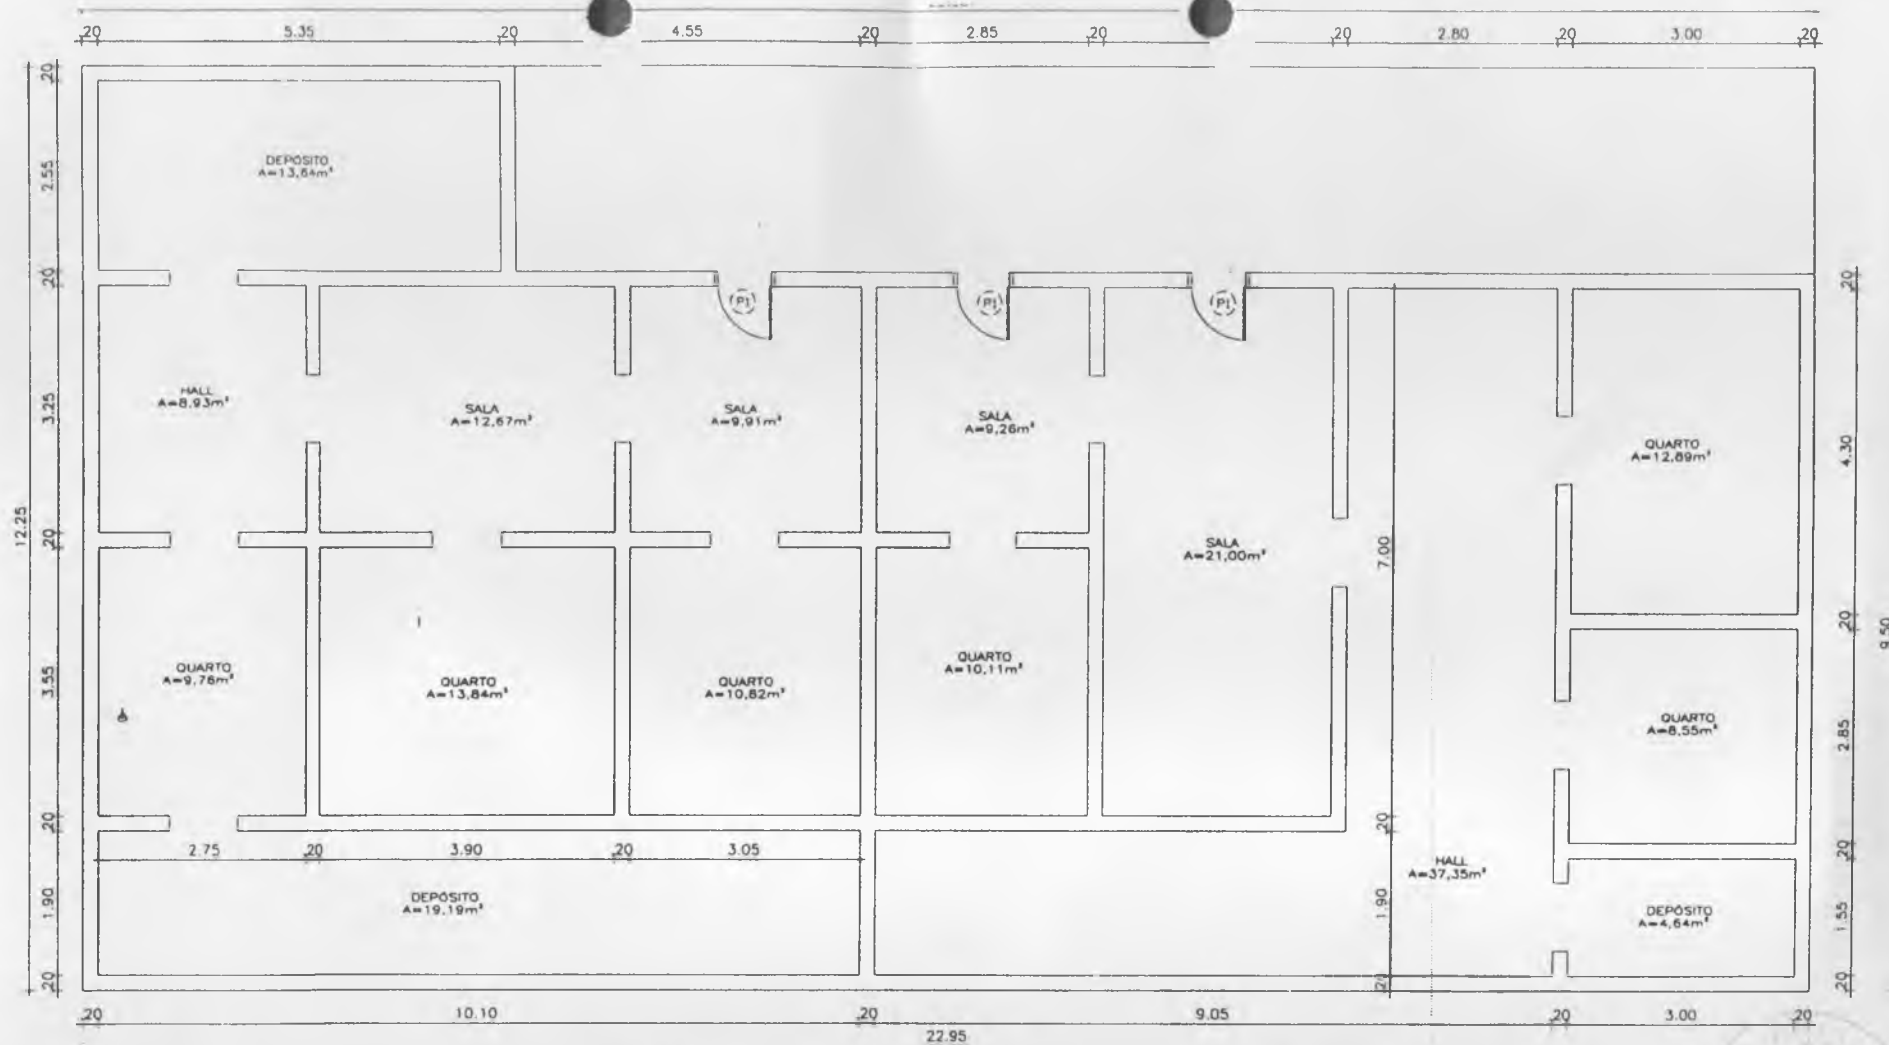 .20 5.35 .20 4.55 .20 2.85 .20 .20 2.80 .20 3.00 .20
.20
2.55
.20
3.25
.20
3.55
.20
1.90
.20
12.25
DEPÓSITO
A=13,64m²
(P1) (P1) (P1)
HALL
A=8,93m²
SALA
A=12,67m²
SALA
A=9,91m²
SALA
A=9,26m²
SALA
A=21,00m²
QUARTO
A=12,89m²
7.00
QUARTO
A=9,76m²
QUARTO
A=13,84m²
QUARTO
A=10,82m²
QUARTO
A=10,11m²
QUARTO
A=8,55m²
.20
4.30
.20
2.85
.20
1.55
.20
9.50
2.75 .20 3.90 .20 3.05
.20
1.90
HALL
A=37,35m²
DEPÓSITO
A=19,19m²
DEPÓSITO
A=4,64m²
.20 10.10 .20 9.05 .20 3.00 .20
22.95